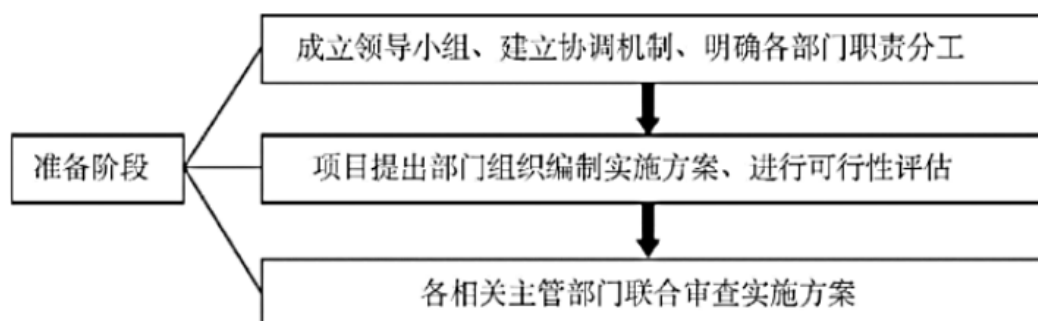 成立领导小组、建立协调机制、明确各部门职责分工
准备阶段
项目提出部门组织编制实施方案、进行可行性评估
各相关主管部门联合审查实施方案